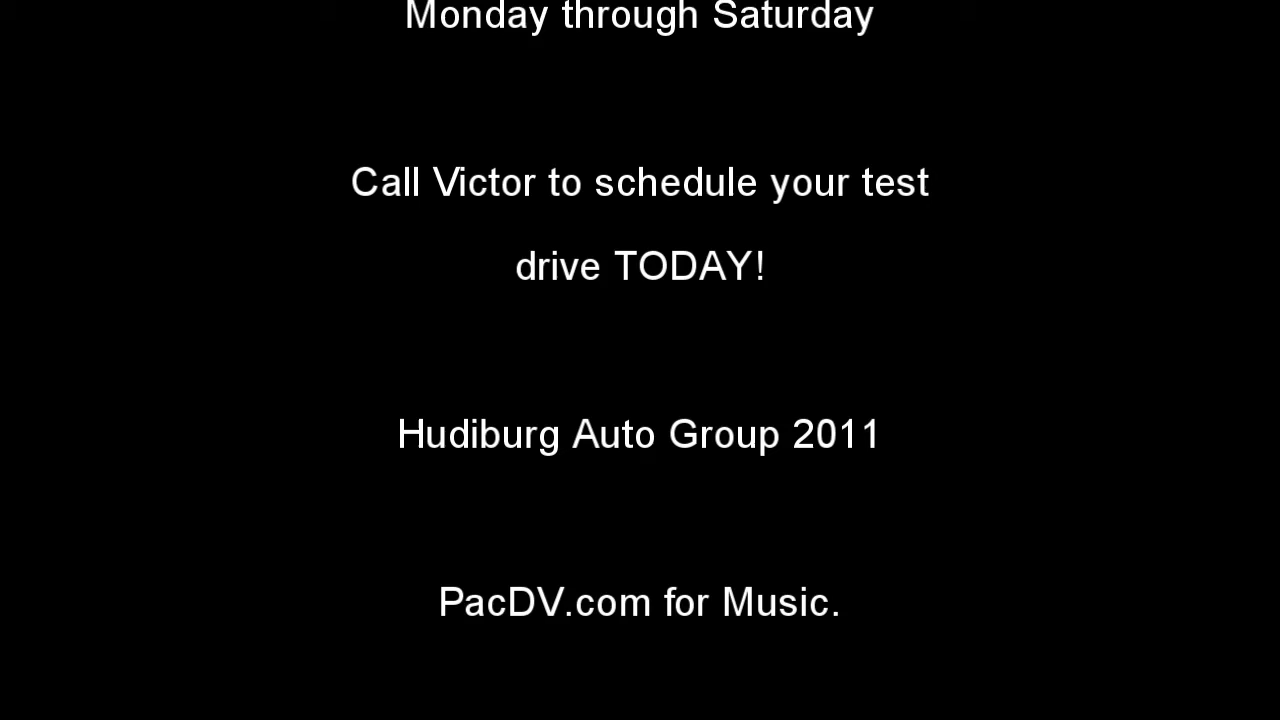 Monday through Saturday
Call Victor to schedule your test
drive TODAY!
Hudiburg Auto Group 2011
PacDV.com for Music.